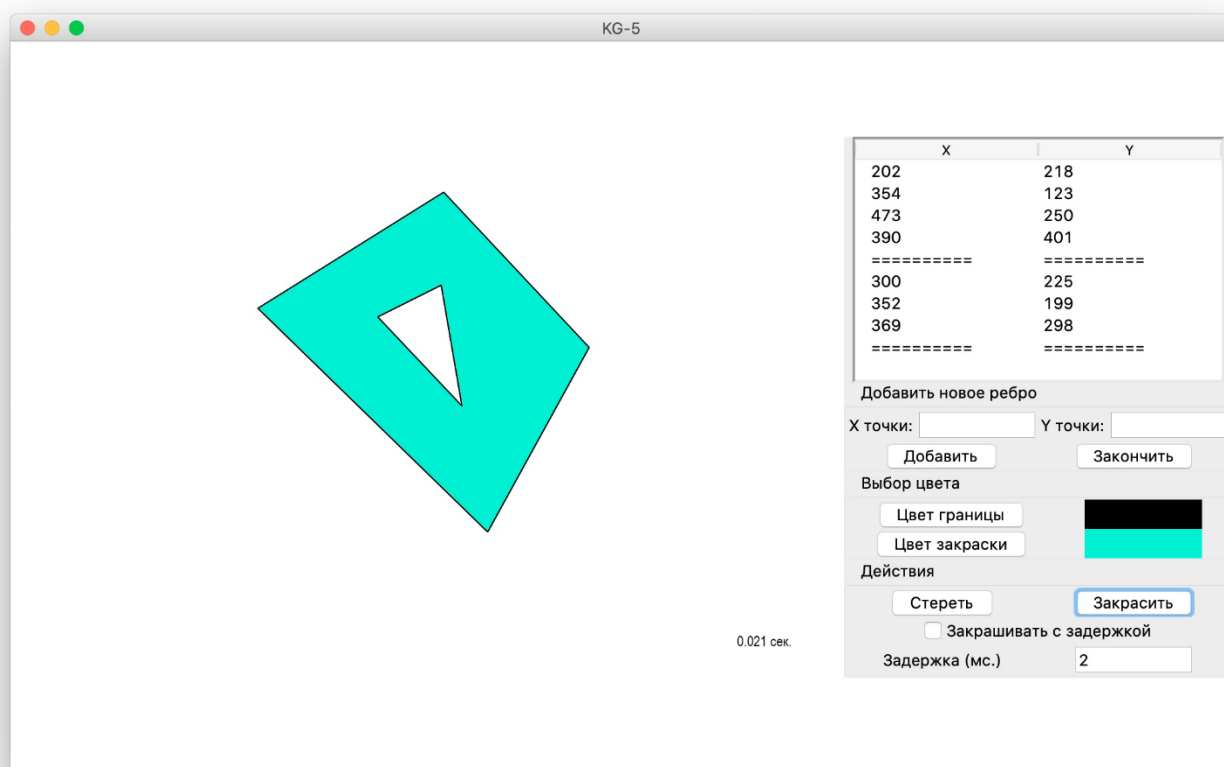 KG-5
X Y
202 218
354 123
473 250
390 401
========== ==========
300 225
352 199
369 298
========== ==========
Добавить новое ребро
X точки: Y точки:
Добавить Закончить
Выбор цвета
Цвет границы
Цвет закраски
Действия
Стереть Закрасить
Закрашивать с задержкой
0.021 сек.
Задержка (мс.) 2